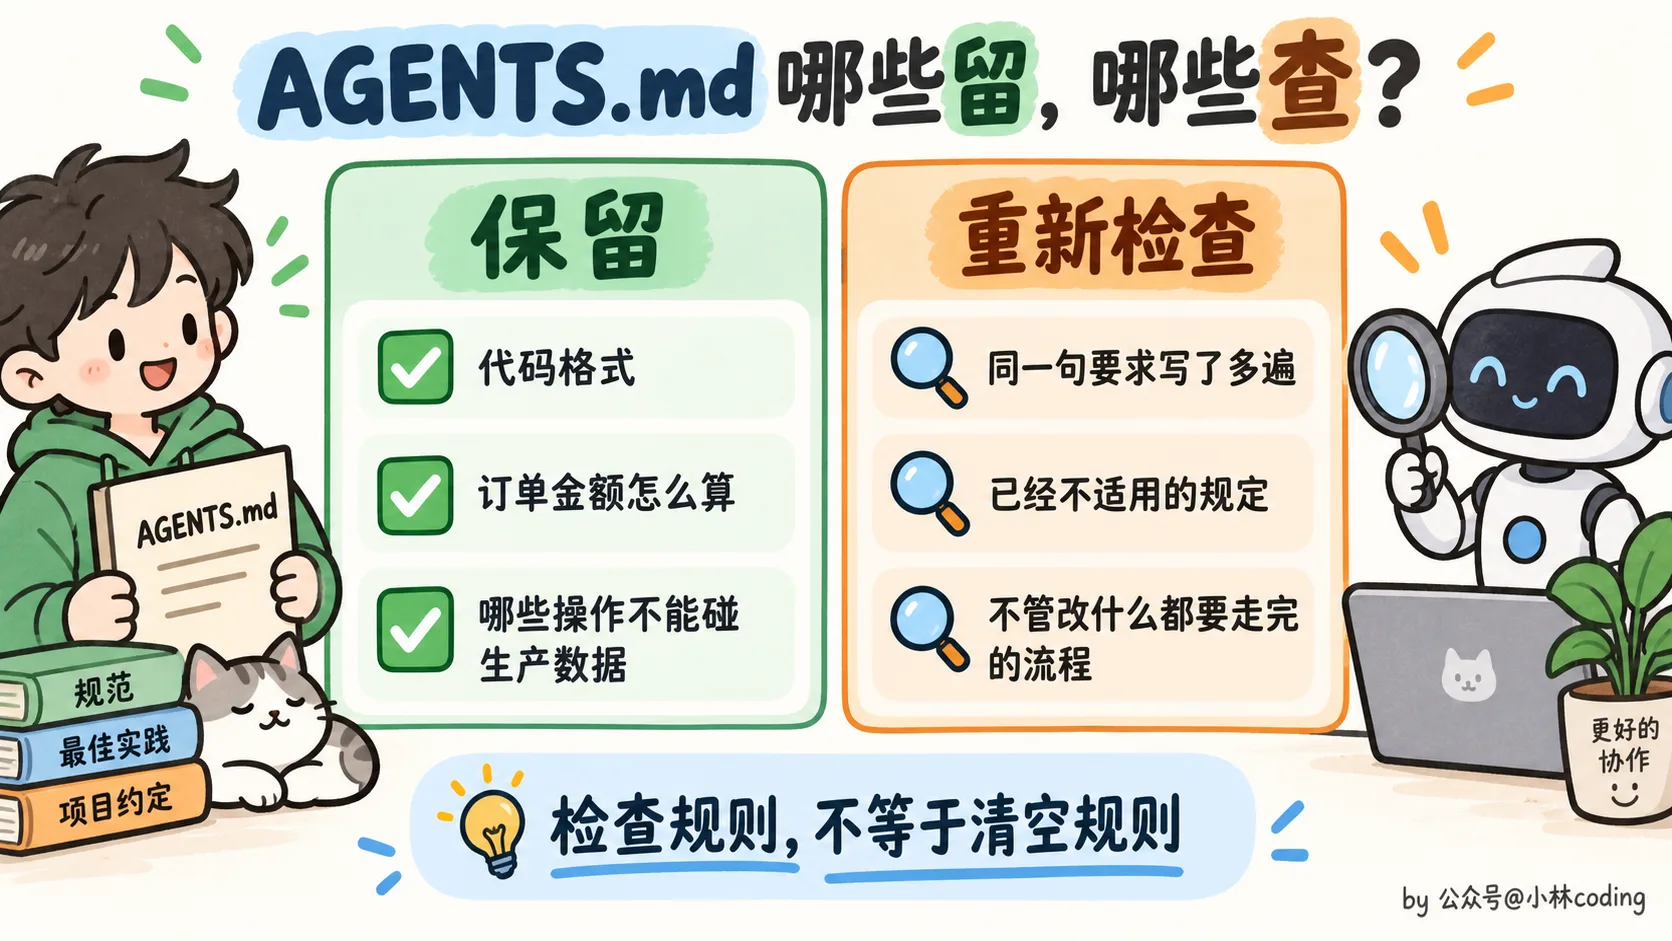 AGENTS.md 哪些留，哪些查？
保留
代码格式
订单金额怎么算
哪些操作不能碰
生产数据
重新检查
同一句要求写了多遍
已经不适用的规定
不管改什么都要走完
的流程
AGENTS.md
规范
最佳实践
项目约定
更好的
协作
检查规则，不等于清空规则
by 公众号@小林coding